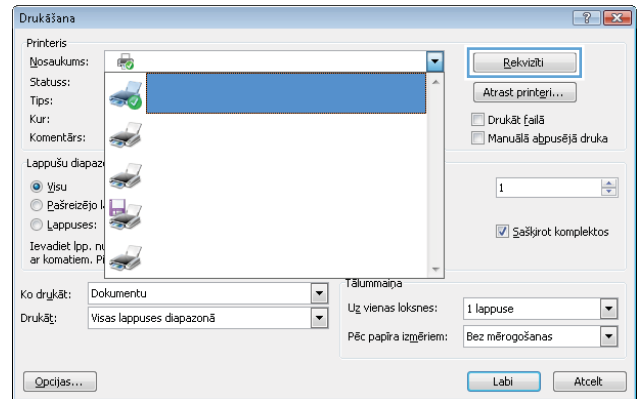 Drukāšana
Printeris
Nosaukums:
Rekvizīti
Statuss:
Tips:
Atrast printeri...
Kur:
Drukāt failā
Komentārs:
Manuālā abpusējā druka
Lappušu diapaz
Visu
1
Pašreizējo l
Lappuses:
Sašķirot komplektos
Ievadiet lpp. nu
ar komatiem. Pi
Tālummaiņa
Ko drukāt: Dokumentu
Uz vienas loksnes: 1 lappuse
Drukāt: Visas lappuses diapazonā
Pēc papīra izmēriem: Bez mērogošanas
Opcijas...
Labi
Atcelt